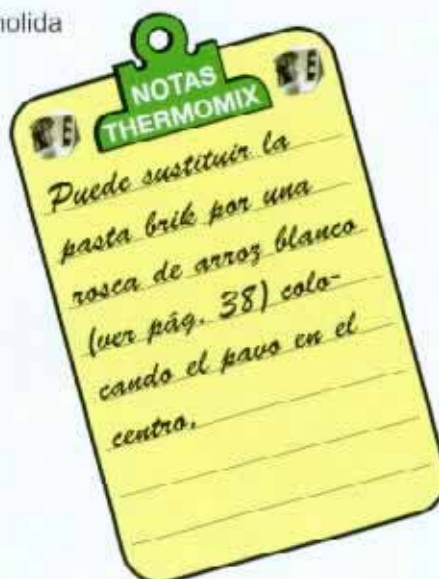 molida
NOTAS
THERMOMIX
Puede sustituir la
pasta brik por una
rosca de arroz blanco
(ver pág. 38) colo-
cando el pavo en el
centro.